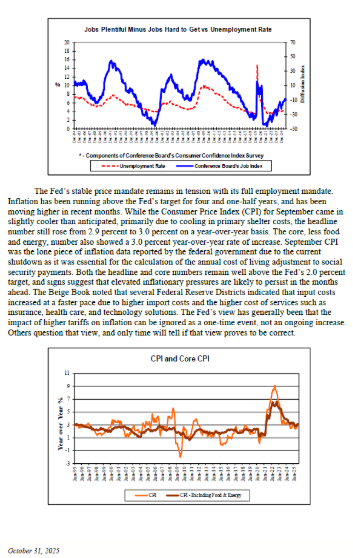 Jobs Plentiful Minus Jobs Hard to Get vs Unemployment Rate
20
18
16
14
12
10
8
6
4
2
0
%
70
50
30
10
-10
-30
-50
Diffusion Index
* - Components of Conference Board's Consumer Confidence Index Survey
Unemployment Rate
Conference Board's Job Index
The Fed's stable price mandate remains in tension with its full employment mandate.
Inflation has been running above the Fed's target for four and one-half years, and has been
moving higher in recent months. While the Consumer Price Index (CPI) for September came in
slightly cooler than anticipated, primarily due to cooling in primary shelter costs, the headline
number still rose from 2.9 percent to 3.0 percent on a year-over-year basis. The core, less food
and energy, number also showed a 3.0 percent year-over-year rate of increase. September CPI
was the lone piece of inflation data reported by the federal government due to the current
shutdown as it was essential for the calculation of the annual cost of living adjustment to social
security payments. Both the headline and core numbers remain well above the Fed's 2.0 percent
target, and signs suggest that elevated inflationary pressures are likely to persist in the months
ahead. The Beige Book noted that several Federal Reserve Districts indicated that input costs
increased at a faster pace due to higher import costs and the higher cost of services such as
insurance, health care, and technology solutions. The Fed's view has generally been that the
impact of higher tariffs on inflation can be ignored as a one-time event, not an ongoing increase.
Others question that view, and only time will tell if that view proves to be correct.
CPI and Core CPI
Year over Year %
11
9
7
5
3
1
-1
-3
CPI
CPI - Excluding Food & Energy
October 31, 2025